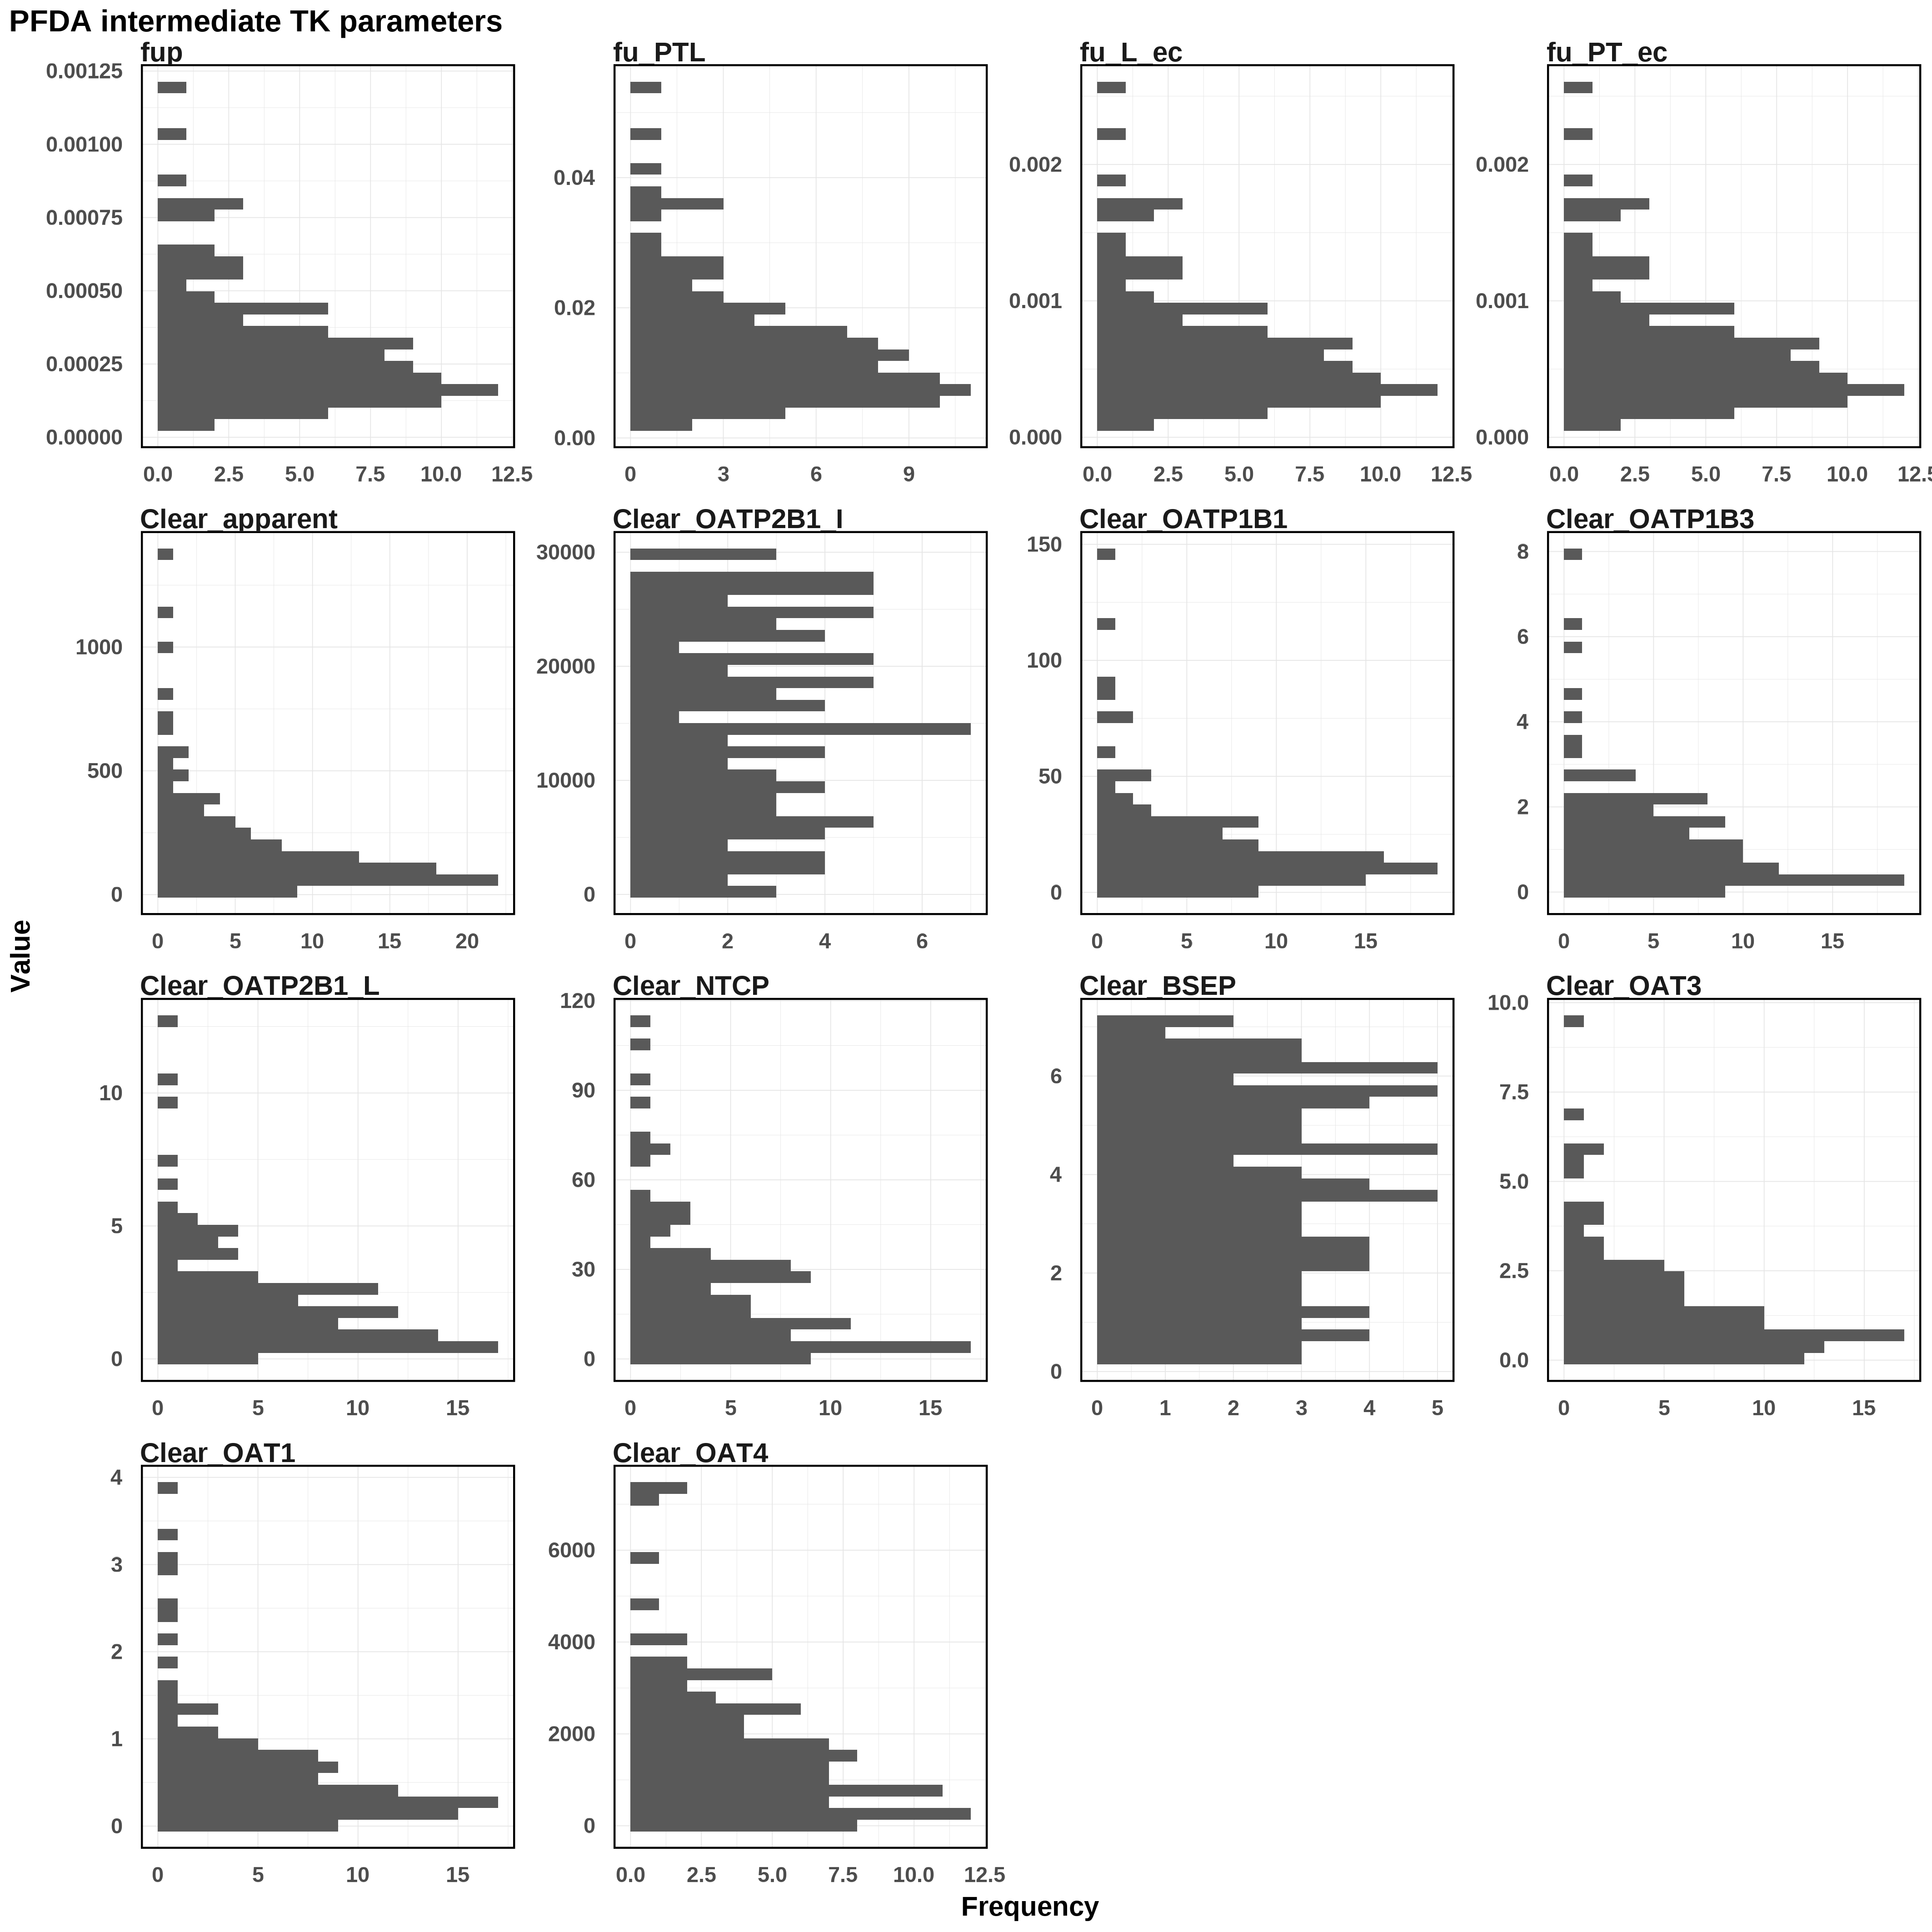 PFDA intermediate TK parameters
fup fu_PTL fu_L_ec fu_PT_ec
0.00125
0.00100
0.00075
0.00050
0.00025
0.00000
0.0 2.5 5.0 7.5 10.0 12.5
0.04
0.02
0.00
0 3 6 9
0.002
0.001
0.000
0.0 2.5 5.0 7.5 10.0 12.5
0.002
0.001
0.000
0.0 2.5 5.0 7.5 10.0 12.5
Clear_apparent Clear_OATP2B1_I Clear_OATP1B1 Clear_OATP1B3
1000
500
0
0 5 10 15 20
30000
20000
10000
0
0 2 4 6
150
100
50
0
0 5 10 15
8
6
4
2
0
0 5 10 15
Value
Clear_OATP2B1_L Clear_NTCP Clear_BSEP Clear_OAT3
10
5
0
0 5 10 15
120
90
60
30
0
0 5 10 15
6
4
2
0
0 1 2 3 4 5
10.0
7.5
5.0
2.5
0.0
0 5 10 15
Clear_OAT1 Clear_OAT4
4
3
2
1
0
0 5 10 15
6000
4000
2000
0
0.0 2.5 5.0 7.5 10.0 12.5
Frequency